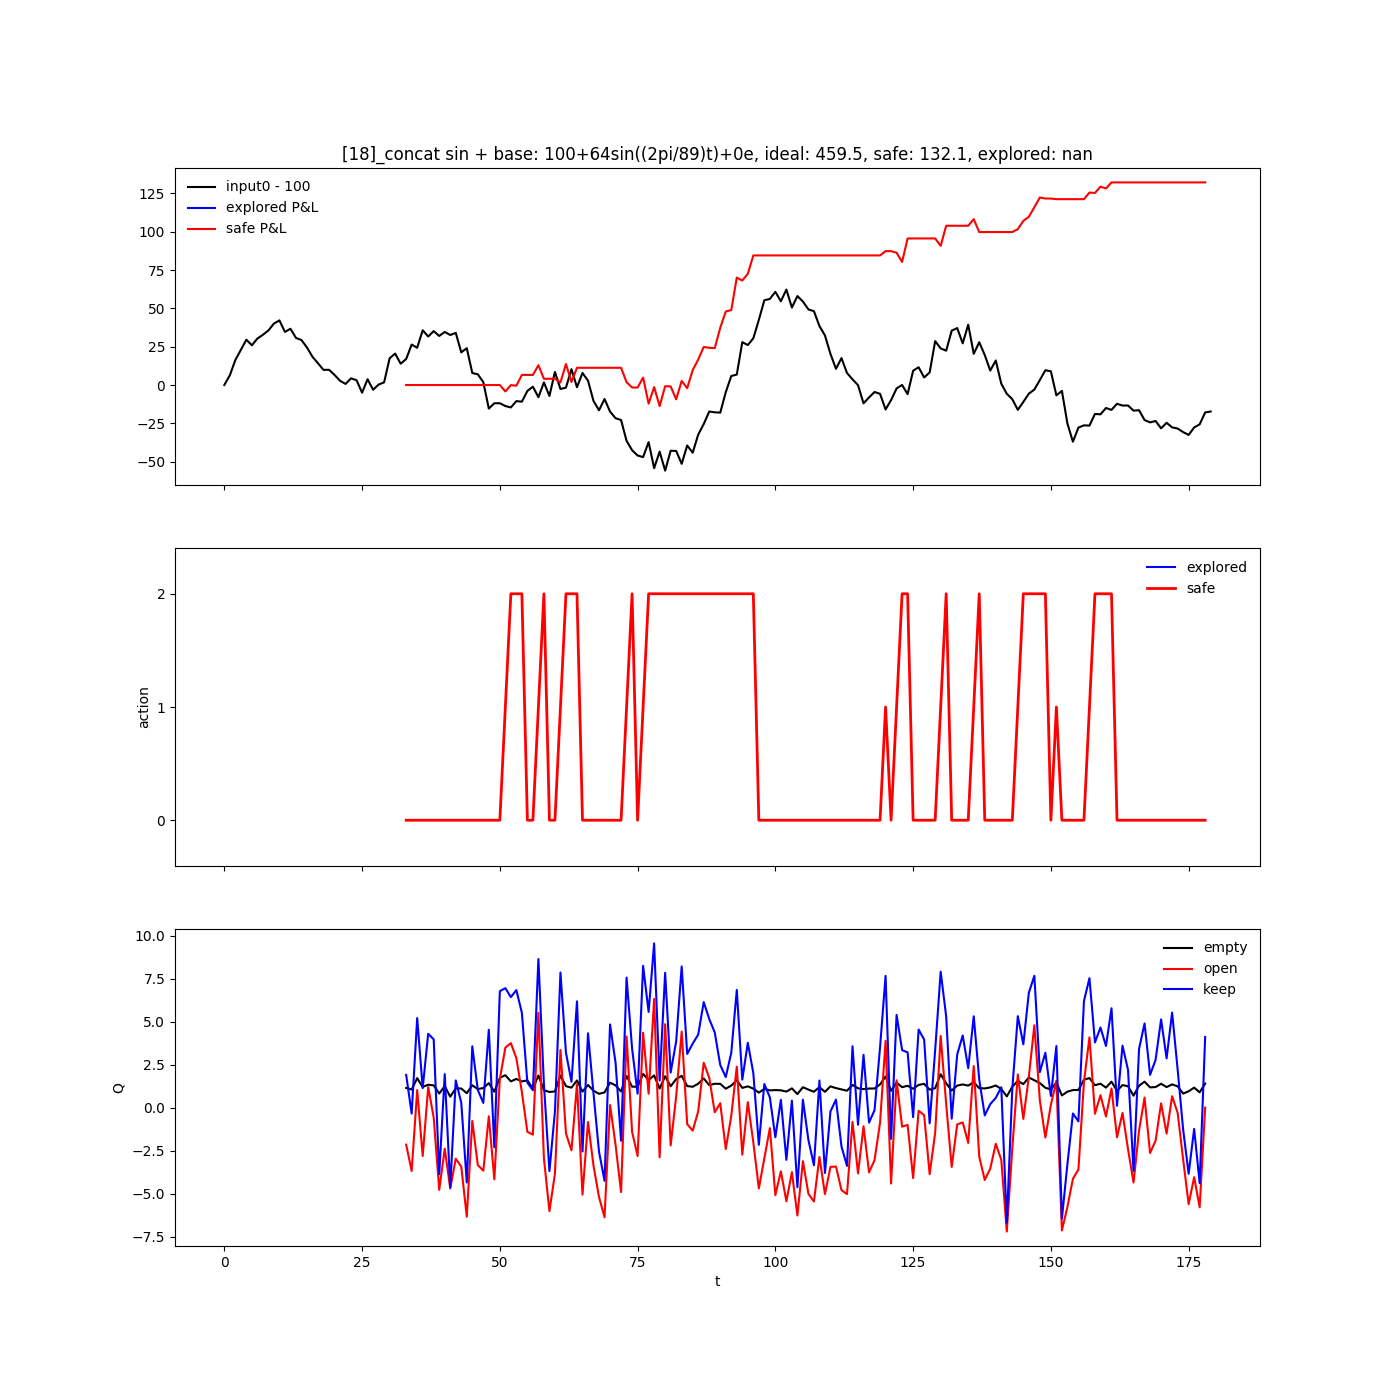 [18]_concat sin + base: 100+64sin((2pi/89)t)+0e, ideal: 459.5, safe: 132.1, explored: nan
input0 - 100
explored P&L
safe P&L
125
100
75
50
25
0
−25
−50
explored
safe
2
1
0
action
empty
open
keep
10.0
7.5
5.0
2.5
0.0
−2.5
−5.0
−7.5
Q
0 25 50 75 100 125 150 175
t